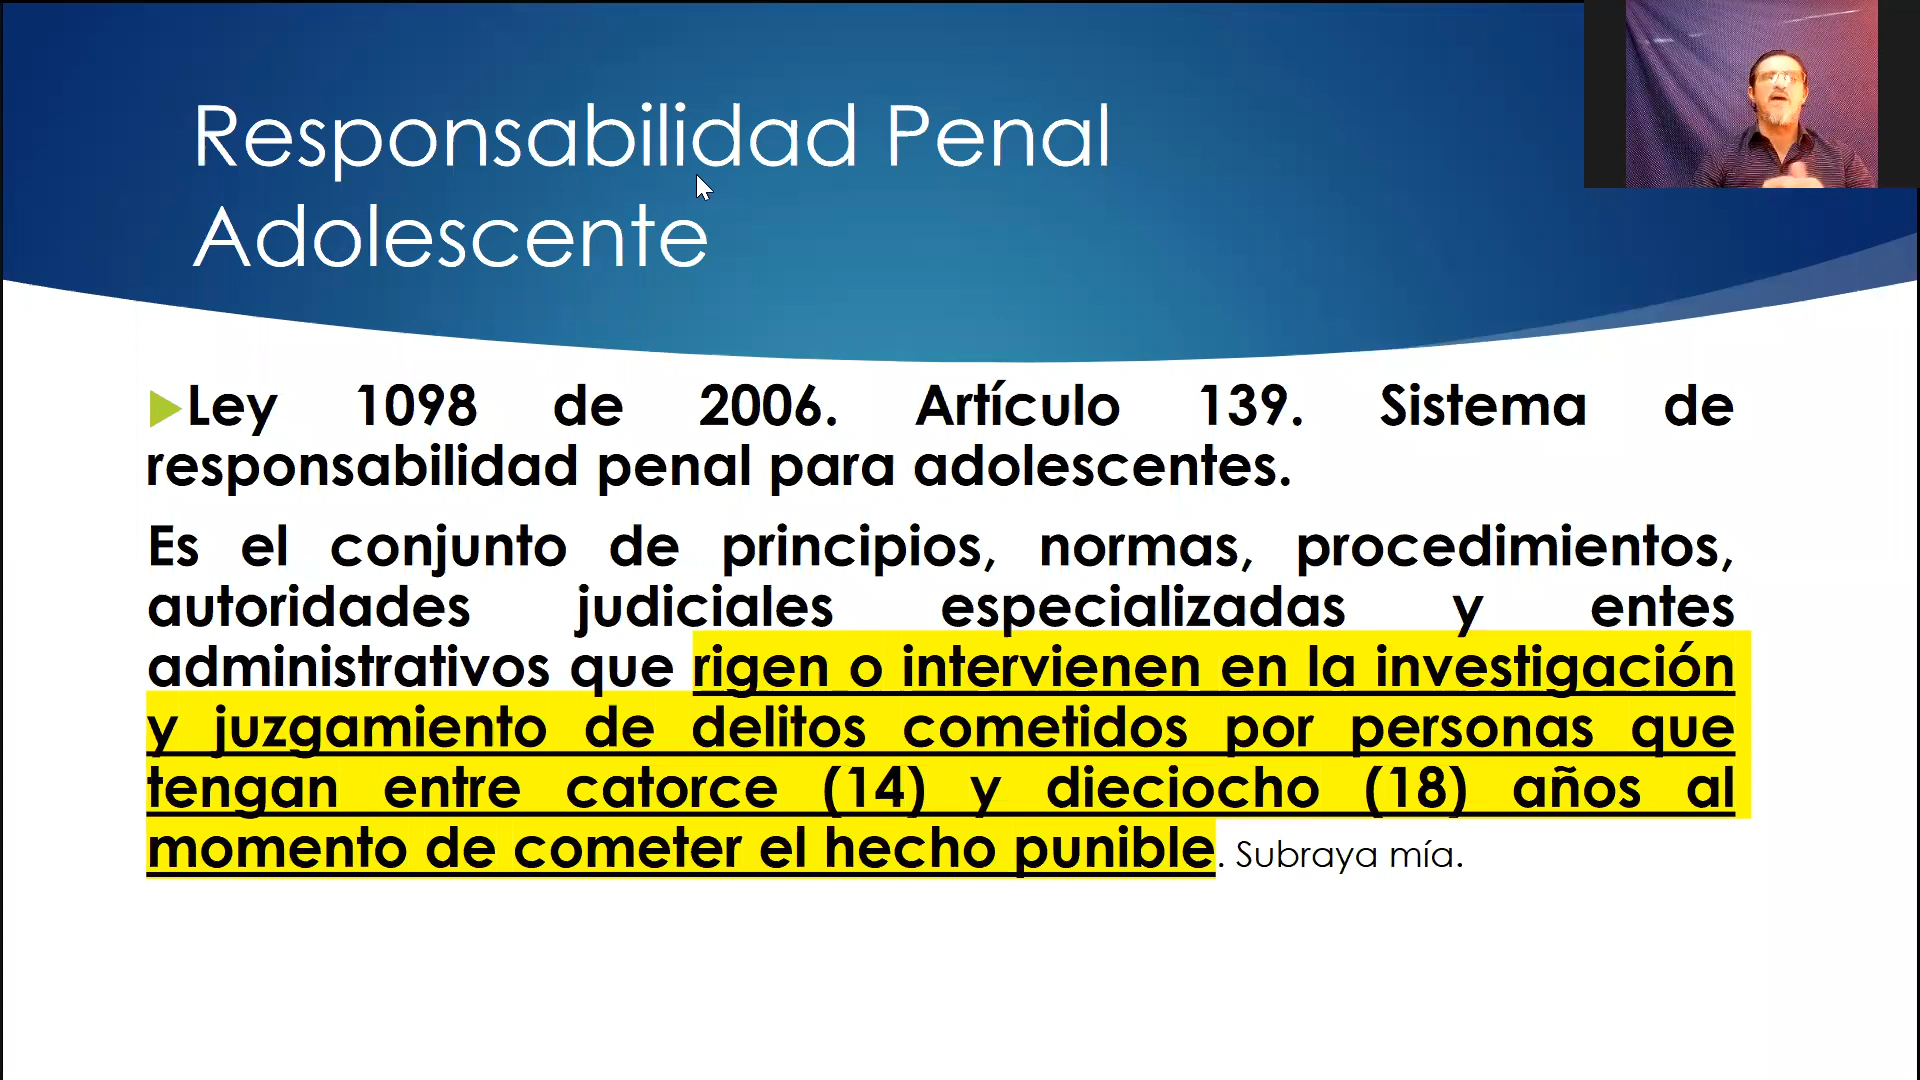 Responsabilidad Penal
Adolescente
Ley 1098 de 2006. Artículo 139. Sistema de
responsabilidad penal para adolescentes.
Es el conjunto de principios, normas, procedimientos,
autoridades judiciales especializadas y entes
administrativos que rigen o intervienen en la investigación
y juzgamiento de delitos cometidos por personas que
tengan entre catorce (14) y dieciocho (18) años al
momento de cometer el hecho punible. Subraya mía.